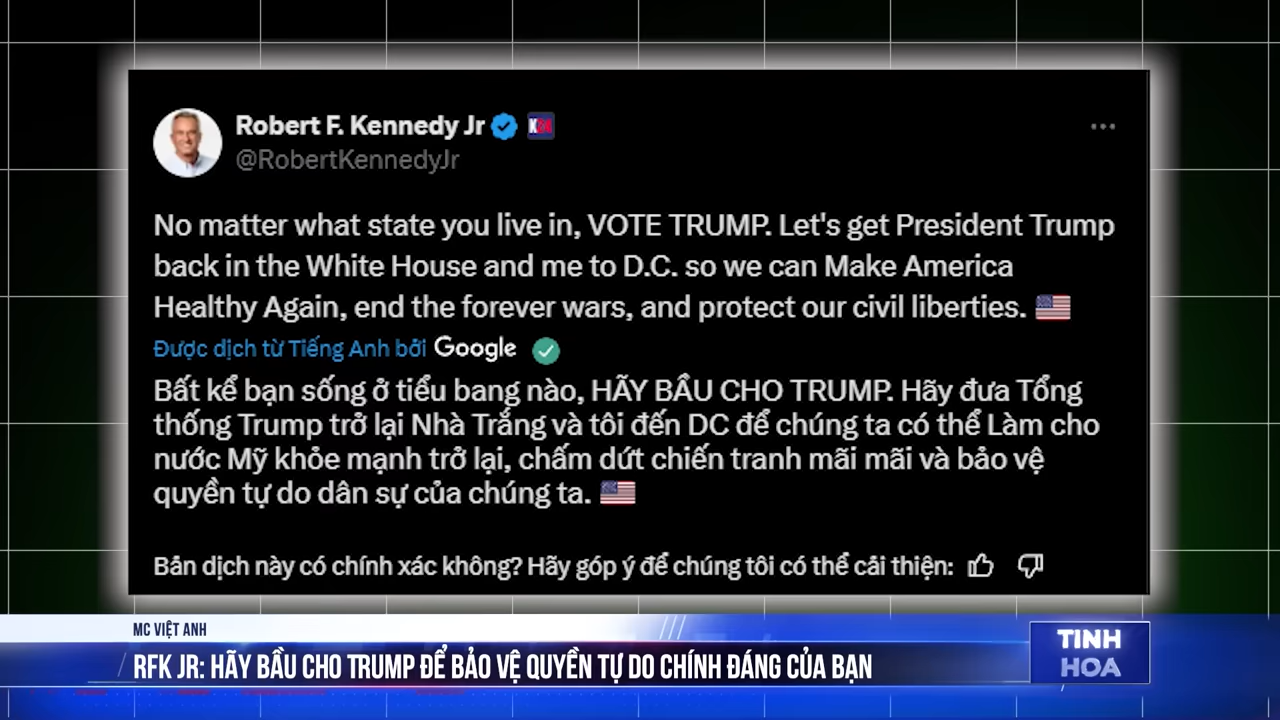 Robert F. Kennedy Jr
@RobertKennedyJr
No matter what state you live in, VOTE TRUMP. Let's get President Trump
back in the White House and me to D.C. so we can Make America
Healthy Again, end the forever wars, and protect our civil liberties. 🇺🇸
Được dịch từ Tiếng Anh bởi Google
Bất kể bạn sống ở tiểu bang nào, HÃY BẦU CHO TRUMP. Hãy đưa Tổng
thống Trump trở lại Nhà Trắng và tôi đến DC để chúng ta có thể Làm cho
nước Mỹ khỏe mạnh trở lại, chấm dứt chiến tranh mãi mãi và bảo vệ
quyền tự do dân sự của chúng ta. 🇺🇸
Bản dịch này có chính xác không? Hãy góp ý để chúng tôi có thể cải thiện:
MC VIỆT ANH
RFK JR: HÃY BẦU CHO TRUMP ĐỂ BẢO VỆ QUYỀN TỰ DO CHÍNH ĐÁNG CỦA BẠN
TINH
HOA